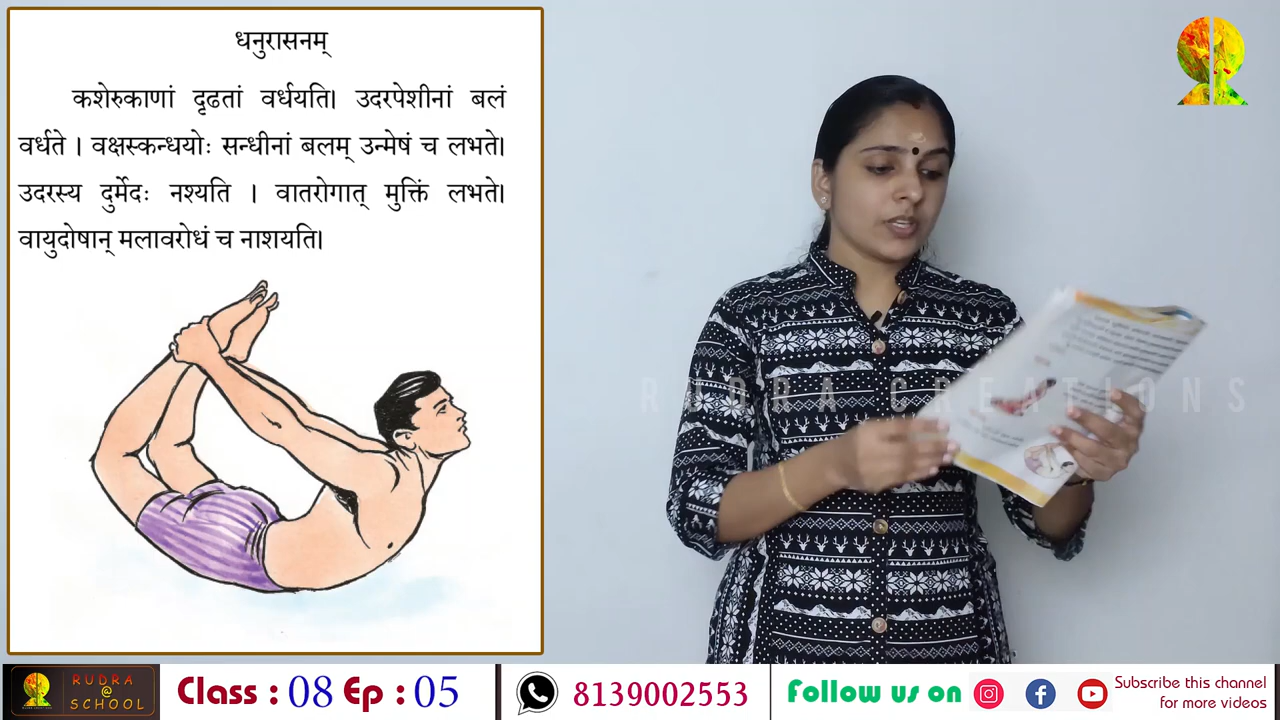 धनुरासनम्
कशेरुकाणां दृढतां वर्धयति। उदरपेशीनां बलं
वर्धते । वक्षस्कन्धयोः सन्धीनां बलम् उन्मेषं च लभते।
उदरस्य दुर्मेदः नश्यति । वातरोगात् मुक्तिं लभते।
वायुदोषान् मलावरोधं च नाशयति।
RUDRA CREATIONS
RUDRA
@
SCHOOL
Class : 08 Ep : 05
8139002553
Follow us on
Subscribe this channel
for more videos